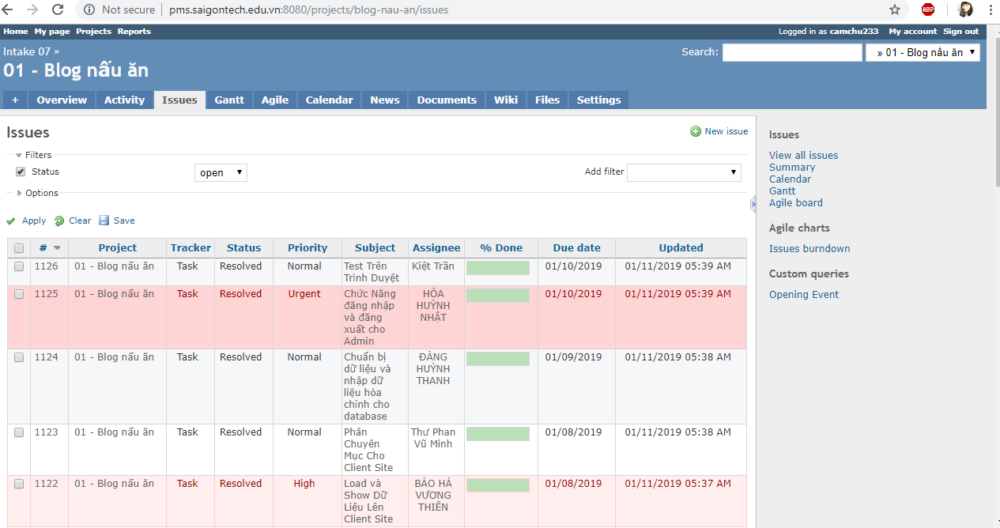 Not secure | pms.saigontech.edu.vn:8080/projects/blog-nau-an/issues
ABP
Home My page Projects Reports
Logged in as camchu233 My account Sign out
Intake 07 »
Search:
» 01 - Blog nấu ăn
01 - Blog nấu ăn
+ Overview Activity Issues Gantt Agile Calendar News Documents Wiki Files Settings
Issues
New issue
Filters
Status
open
Add filter
Options
Apply Clear Save
# Project Tracker Status Priority Subject Assignee % Done Due date Updated
1126 01 - Blog nấu ăn Task Resolved Normal Test Trên Kiệt Trần 01/10/2019 01/11/2019 05:39 AM
Trình Duyệt
1125 01 - Blog nấu ăn Task Resolved Urgent Chức Năng HÒA 01/10/2019 01/11/2019 05:39 AM
đăng nhập HUỲNH
và đăng NHẬT
xuất cho
Admin
1124 01 - Blog nấu ăn Task Resolved Normal Chuẩn bị ĐẢNG 01/09/2019 01/11/2019 05:38 AM
dữ liệu và HUỲNH
nhập dữ THANH
liệu hòa
chỉnh cho
database
1123 01 - Blog nấu ăn Task Resolved Normal Phân Thư Phan 01/08/2019 01/11/2019 05:38 AM
Chuyên Vũ Minh
Mục Cho
Client Site
1122 01 - Blog nấu ăn Task Resolved High Load và BẢO HÀ 01/08/2019 01/11/2019 05:37 AM
Show Dữ VƯƠNG
Liệu Lên THIÊN
Client Site
Issues
View all issues
Summary
Calendar
Gantt
Agile board
Agile charts
Issues burndown
Custom queries
Opening Event